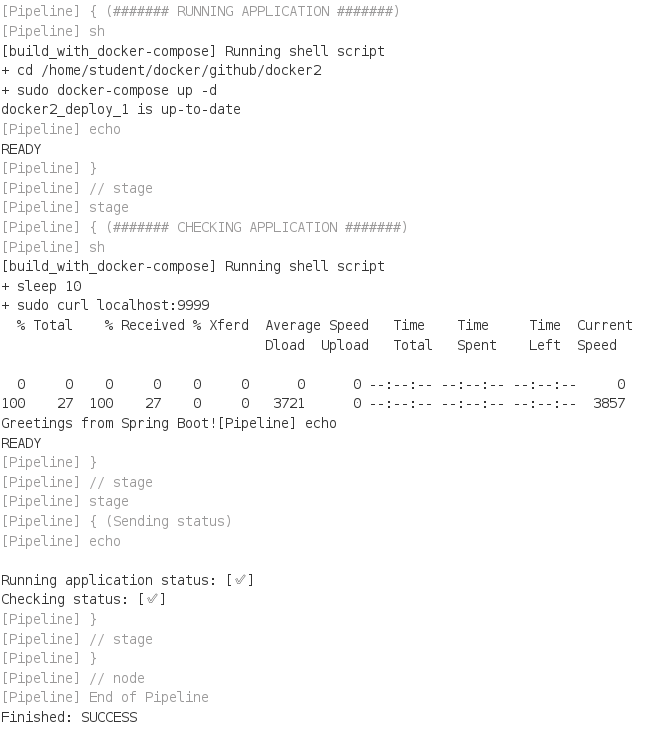 [Pipeline] { (####### RUNNING APPLICATION #######)
[Pipeline] sh
[build_with_docker-compose] Running shell script
+ cd /home/student/docker/github/docker2
+ sudo docker-compose up -d
docker2_deploy_1 is up-to-date
[Pipeline] echo
READY
[Pipeline] }
[Pipeline] // stage
[Pipeline] stage
[Pipeline] { (####### CHECKING APPLICATION #######)
[Pipeline] sh
[build_with_docker-compose] Running shell script
+ sleep 10
+ sudo curl localhost:9999
  % Total    % Received % Xferd  Average Speed   Time    Time     Time  Current
                                 Dload  Upload   Total   Spent    Left  Speed
  0     0    0     0    0     0      0      0 --:--:-- --:--:-- --:--:--     0
100    27  100    27    0     0   3721      0 --:--:-- --:--:-- --:--:--  3857
Greetings from Spring Boot![Pipeline] echo
READY
[Pipeline] }
[Pipeline] // stage
[Pipeline] stage
[Pipeline] { (Sending status)
[Pipeline] echo
Running application status: [✅]
Checking status: [✅]
[Pipeline] }
[Pipeline] // stage
[Pipeline] }
[Pipeline] // node
[Pipeline] End of Pipeline
Finished: SUCCESS